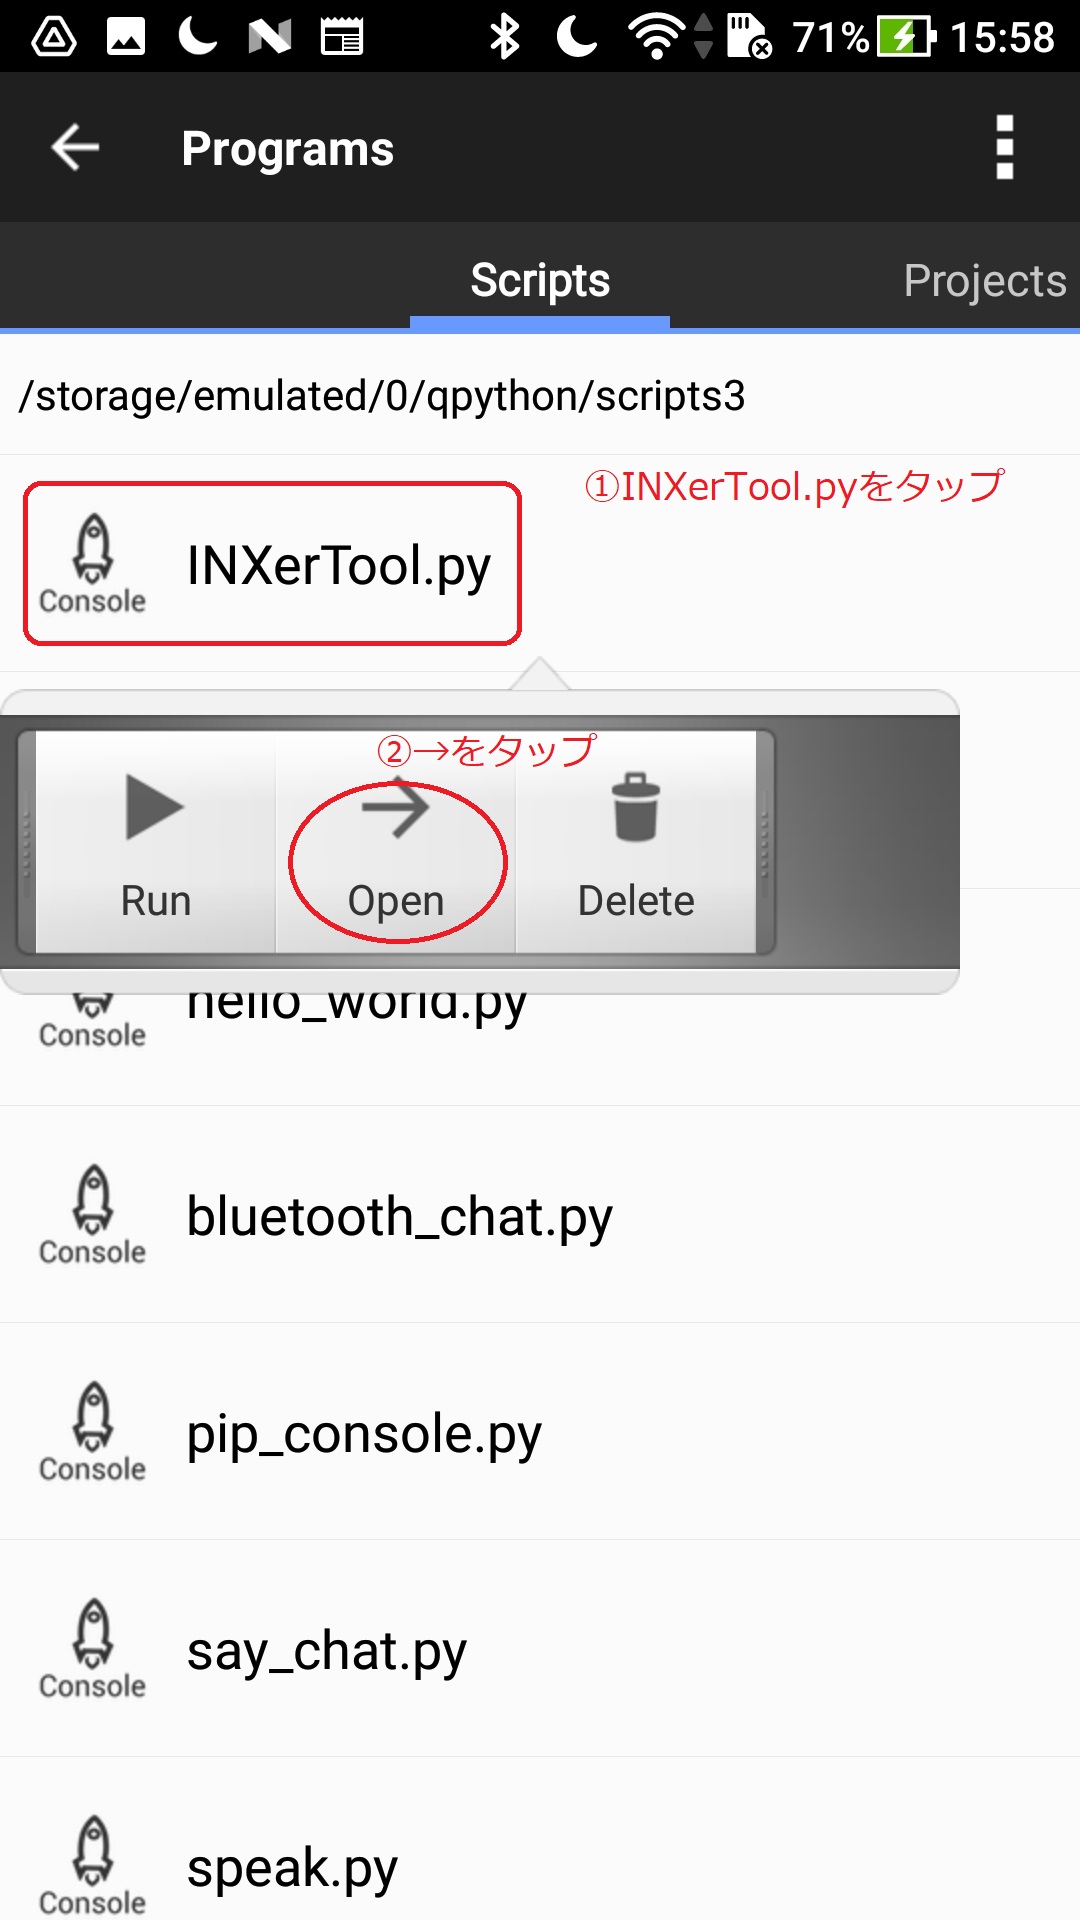 71% 15:58
Programs
Scripts Projects
/storage/emulated/0/qpython/scripts3
①INXerTool.pyをタップ
INXerTool.py
Console
②→をタップ
Run Open Delete
hello_world.py
Console
bluetooth_chat.py
Console
pip_console.py
Console
say_chat.py
Console
speak.py
Console